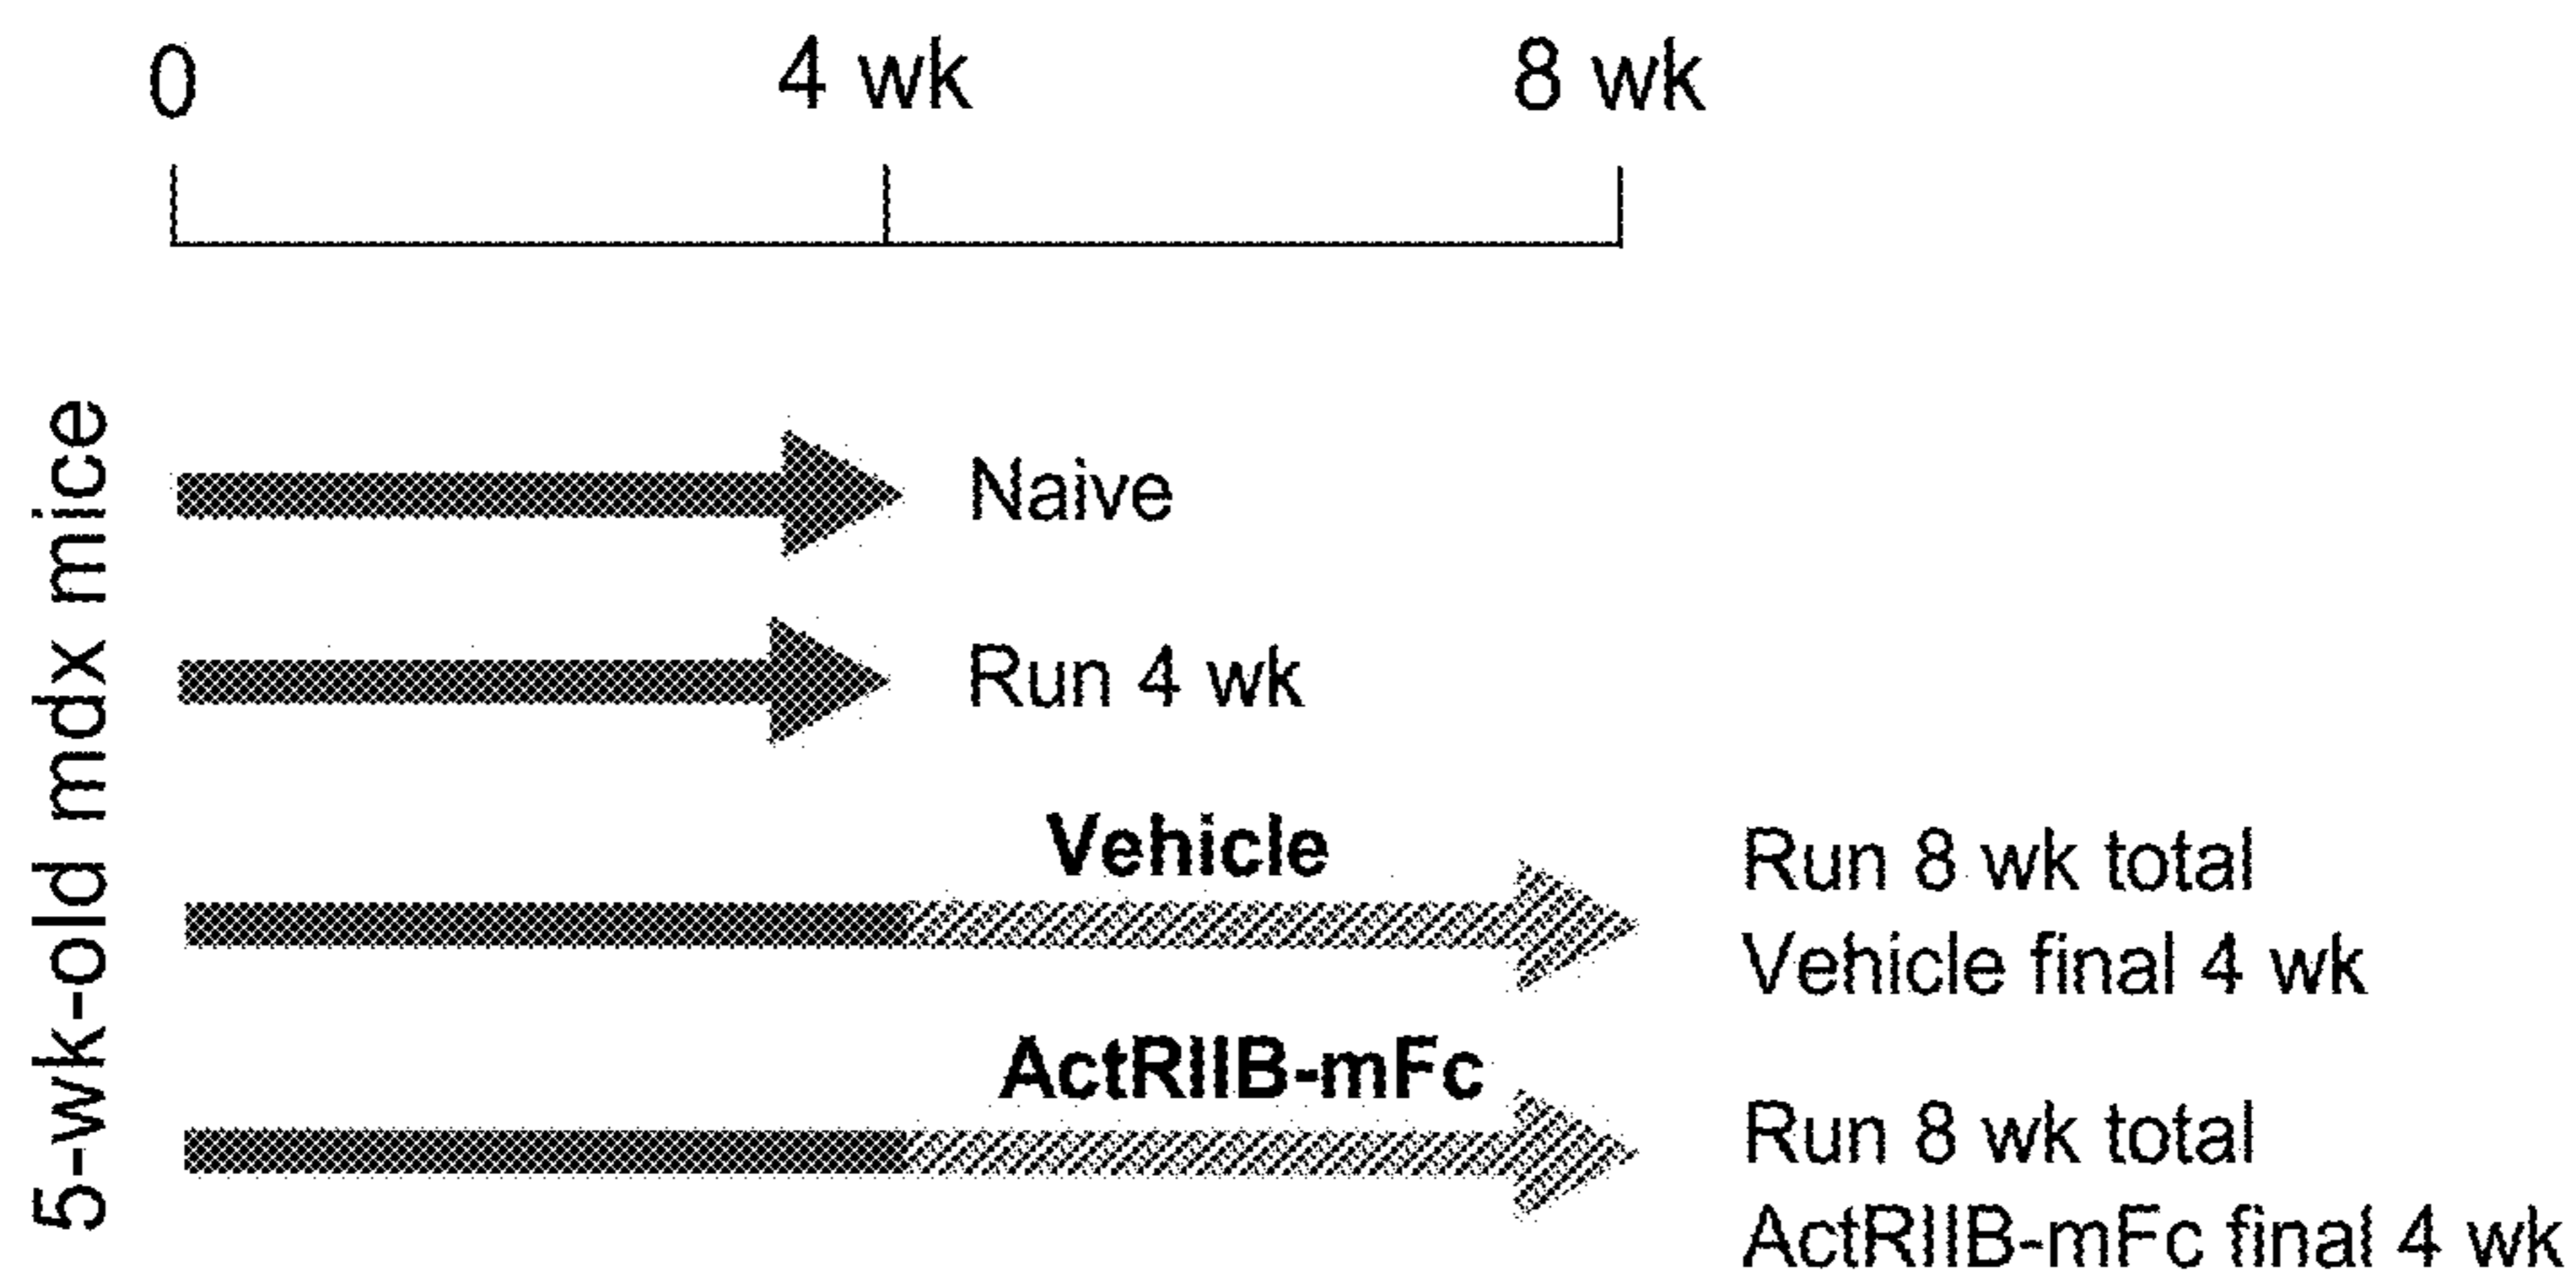 0
4 wk
8 wk
5-wk-old mdx mice
Naive
Run 4 wk
Vehicle
Run 8 wk total
Vehicle final 4 wk
ActRIIB-mFc
Run 8 wk total
ActRIIB-mFc final 4 wk